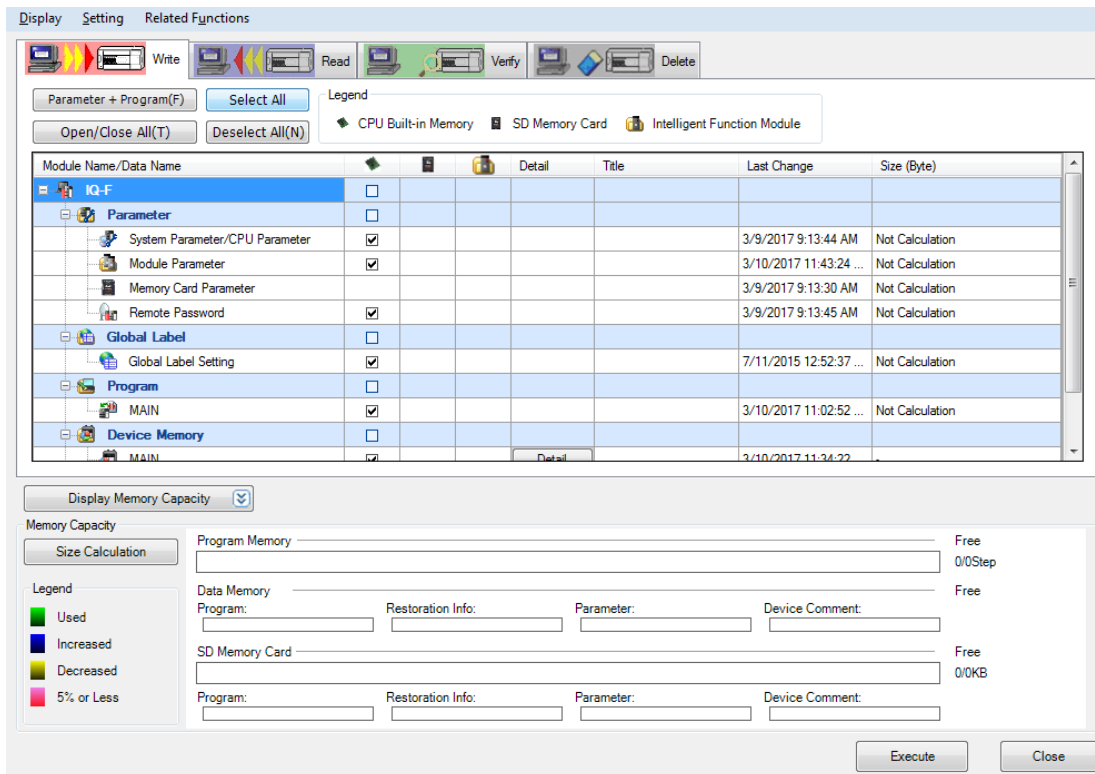 Display Setting Related Functions
Write Read Verify Delete
Parameter + Program(F) Select All Legend
Open/Close All(T) Deselect All(N) CPU Built-in Memory SD Memory Card Intelligent Function Module
Module Name/Data Name Detail Title Last Change Size (Byte)
IQ-F
Parameter
System Parameter/CPU Parameter 3/9/2017 9:13:44 AM Not Calculation
Module Parameter 3/10/2017 11:43:24 ... Not Calculation
Memory Card Parameter 3/9/2017 9:13:30 AM Not Calculation
Remote Password 3/9/2017 9:13:45 AM Not Calculation
Global Label
Global Label Setting 7/11/2015 12:52:37 ... Not Calculation
Program
MAIN 3/10/2017 11:02:52 ... Not Calculation
Device Memory
MAIN Detail 3/10/2017 11:34:22 -
Display Memory Capacity
Memory Capacity
Size Calculation Program Memory Free
0/0Step
Legend Data Memory Free
Used Program: Restoration Info: Parameter: Device Comment:
Increased
SD Memory Card Free
Decreased 0/0KB
5% or Less Program: Restoration Info: Parameter: Device Comment:
Execute Close